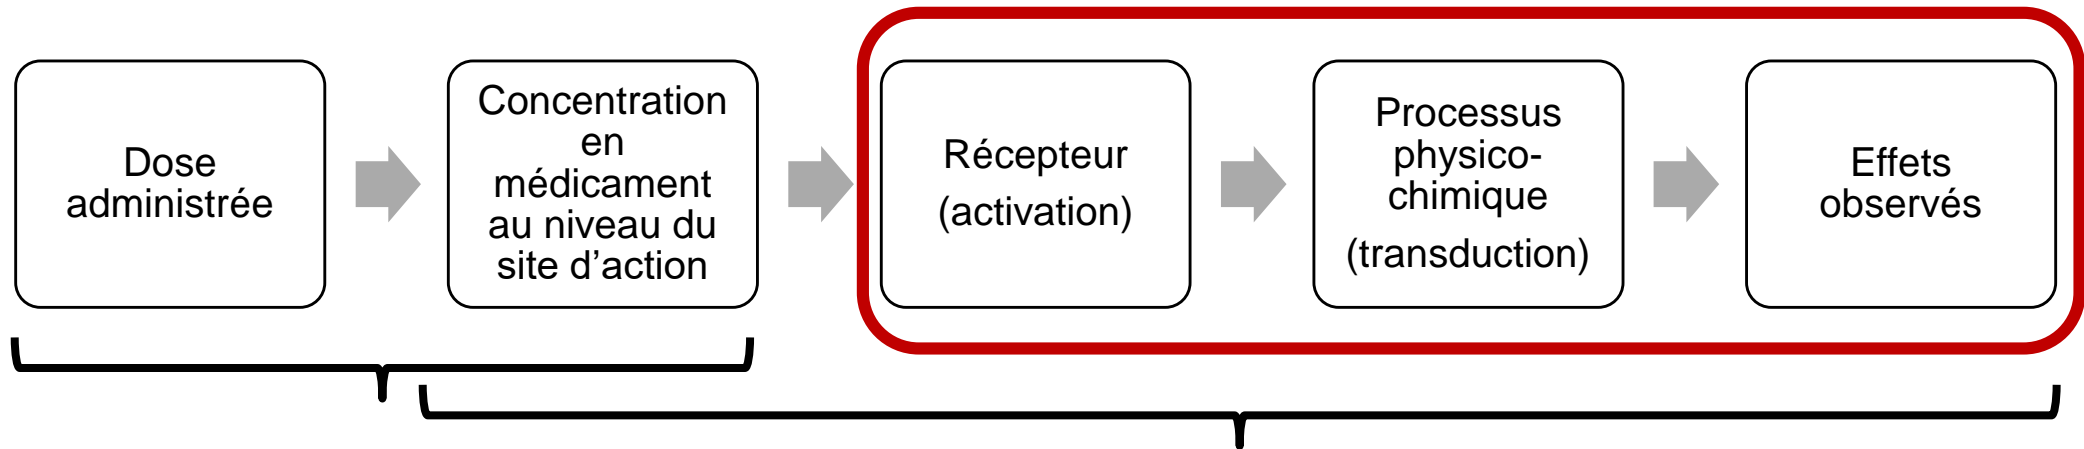 Dose
administrée
Concentration
en
médicament
au niveau du
site d’action
Récepteur
(activation)
Processus
physico-
chimique
(transduction)
Effets
observés